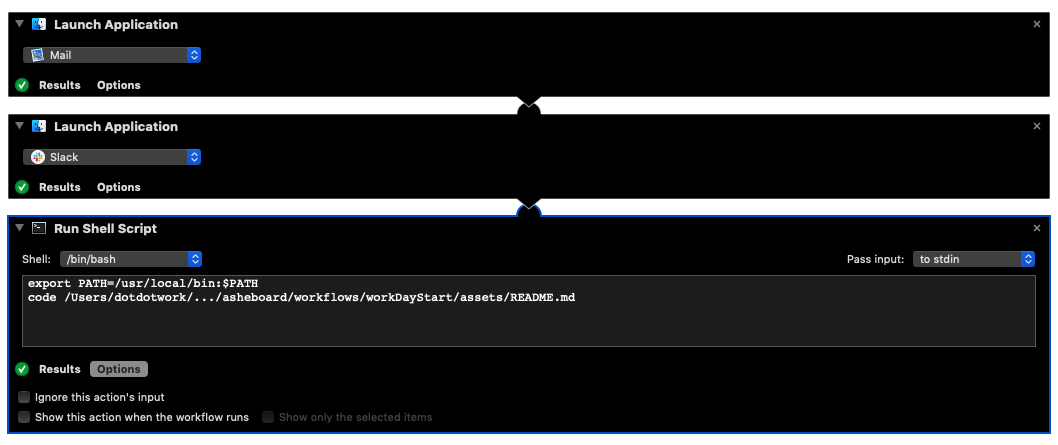 Launch Application
Mail
Results Options
Launch Application
Slack
Results Options
Run Shell Script
Shell: /bin/bash Pass input: to stdin
export PATH=/usr/local/bin:$PATH
code /Users/dotdotwork/.../asheboard/workflows/workDayStart/assets/README.md
Results Options
Ignore this action's input
Show this action when the workflow runs Show only the selected items